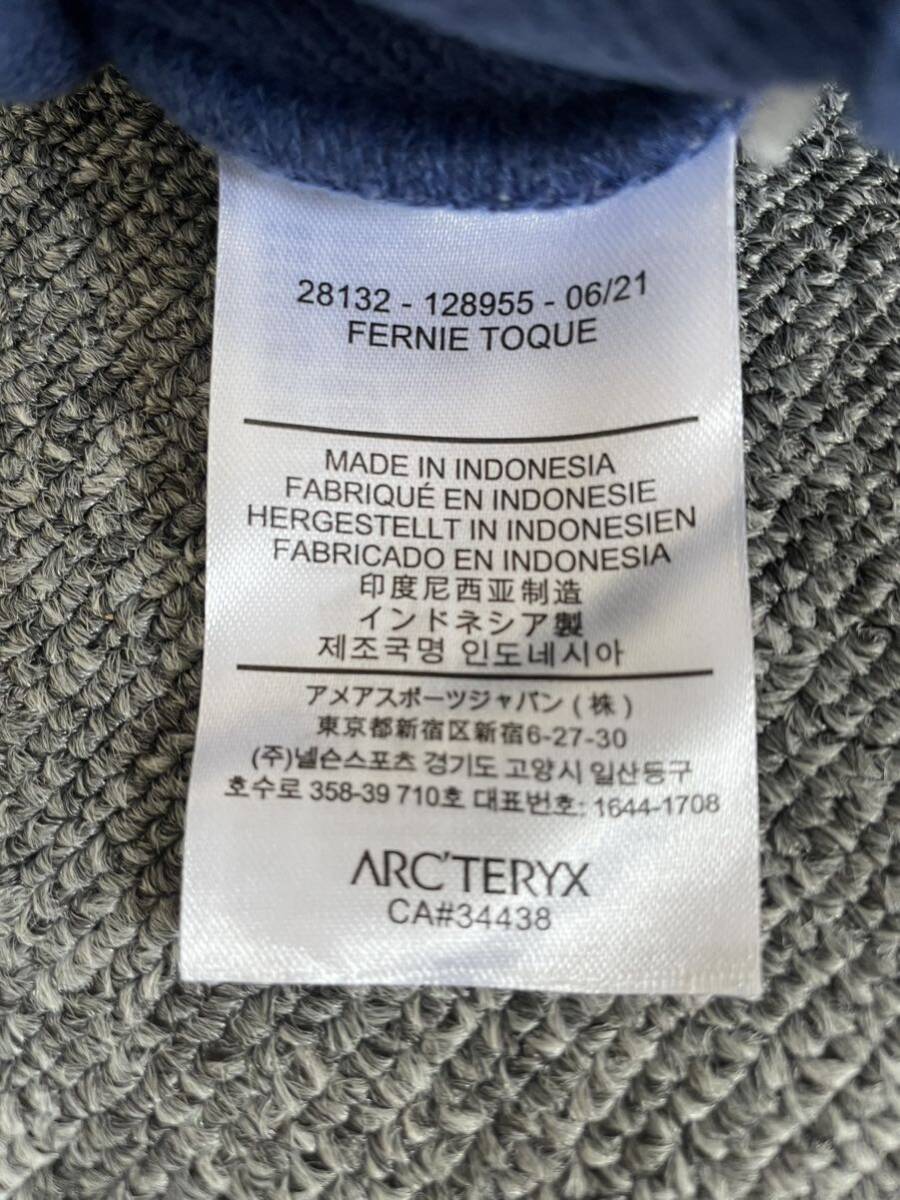 28132 - 128955 - 06/21
FERNIE TOQUE
MADE IN INDONESIA
FABRIQUÉ EN INDONESIE
HERGESTELLT IN INDONESIEN
FABRICADO EN INDONESIA
印度尼西亚制造
インドネシア製
제조국명 인도네시아
アメアスポーツジャパン (株)
東京都新宿区新宿6-27-30
(주)넬슨스포츠 경기도 고양시 일산동구
호수로 358-39 710호 대표번호: 1644-1708
ARC'TERYX
CA#34438